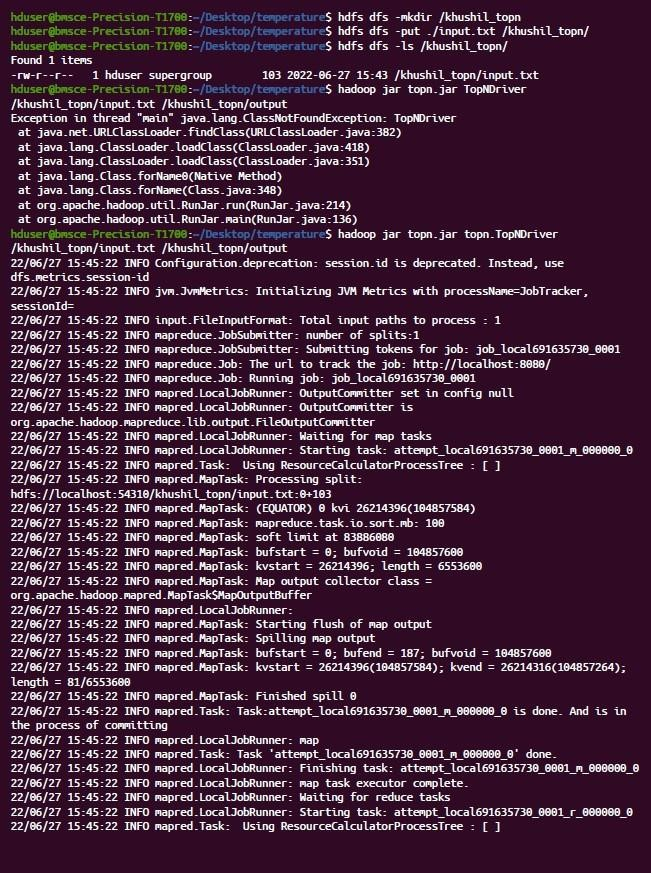 hduser@bmsce-Precision-T1700:~/Desktop/temperature$ hdfs dfs -mkdir /khushil_topn
hduser@bmsce-Precision-T1700:~/Desktop/temperature$ hdfs dfs -put ./input.txt /khushil_topn/
hduser@bmsce-Precision-T1700:~/Desktop/temperature$ hdfs dfs -ls /khushil_topn/
Found 1 items
-rw-r--r--   1 hduser supergroup        103 2022-06-27 15:43 /khushil_topn/input.txt
hduser@bmsce-Precision-T1700:~/Desktop/temperature$ hadoop jar topn.jar TopNDriver
/khushil_topn/input.txt /khushil_topn/output
Exception in thread "main" java.lang.ClassNotFoundException: TopNDriver
at java.net.URLClassLoader.findClass(URLClassLoader.java:382)
at java.lang.ClassLoader.loadClass(ClassLoader.java:418)
at java.lang.ClassLoader.loadClass(ClassLoader.java:351)
at java.lang.Class.forName0(Native Method)
at java.lang.Class.forName(Class.java:348)
at org.apache.hadoop.util.RunJar.run(RunJar.java:214)
at org.apache.hadoop.util.RunJar.main(RunJar.java:136)
hduser@bmsce-Precision-T1700:~/Desktop/temperature$ hadoop jar topn.jar topn.TopNDriver
/khushil_topn/input.txt /khushil_topn/output
22/06/27 15:45:22 INFO Configuration.deprecation: session.id is deprecated. Instead, use
dfs.metrics.session-id
22/06/27 15:45:22 INFO jvm.JvmMetrics: Initializing JVM Metrics with processName=JobTracker,
sessionId=
22/06/27 15:45:22 INFO input.FileInputFormat: Total input paths to process : 1
22/06/27 15:45:22 INFO mapreduce.JobSubmitter: number of splits:1
22/06/27 15:45:22 INFO mapreduce.JobSubmitter: Submitting tokens for job: job_local691635730_0001
22/06/27 15:45:22 INFO mapreduce.Job: The url to track the job: http://localhost:8080/
22/06/27 15:45:22 INFO mapreduce.Job: Running job: job_local691635730_0001
22/06/27 15:45:22 INFO mapred.LocalJobRunner: OutputCommitter set in config null
22/06/27 15:45:22 INFO mapred.LocalJobRunner: OutputCommitter is
org.apache.hadoop.mapreduce.lib.output.FileOutputCommitter
22/06/27 15:45:22 INFO mapred.LocalJobRunner: Waiting for map tasks
22/06/27 15:45:22 INFO mapred.LocalJobRunner: Starting task: attempt_local691635730_0001_m_000000_0
22/06/27 15:45:22 INFO mapred.Task:  Using ResourceCalculatorProcessTree : [ ]
22/06/27 15:45:22 INFO mapred.MapTask: Processing split:
hdfs://localhost:54310/khushil_topn/input.txt:0+103
22/06/27 15:45:22 INFO mapred.MapTask: (EQUATOR) 0 kvi 26214396(104857584)
22/06/27 15:45:22 INFO mapred.MapTask: mapreduce.task.io.sort.mb: 100
22/06/27 15:45:22 INFO mapred.MapTask: soft limit at 83886080
22/06/27 15:45:22 INFO mapred.MapTask: bufstart = 0; bufvoid = 104857600
22/06/27 15:45:22 INFO mapred.MapTask: kvstart = 26214396; length = 6553600
22/06/27 15:45:22 INFO mapred.MapTask: Map output collector class =
org.apache.hadoop.mapred.MapTask$MapOutputBuffer
22/06/27 15:45:22 INFO mapred.LocalJobRunner:
22/06/27 15:45:22 INFO mapred.MapTask: Starting flush of map output
22/06/27 15:45:22 INFO mapred.MapTask: Spilling map output
22/06/27 15:45:22 INFO mapred.MapTask: bufstart = 0; bufend = 187; bufvoid = 104857600
22/06/27 15:45:22 INFO mapred.MapTask: kvstart = 26214396(104857584); kvend = 26214316(104857264);
length = 81/6553600
22/06/27 15:45:22 INFO mapred.MapTask: Finished spill 0
22/06/27 15:45:22 INFO mapred.Task: Task:attempt_local691635730_0001_m_000000_0 is done. And is in
the process of committing
22/06/27 15:45:22 INFO mapred.LocalJobRunner: map
22/06/27 15:45:22 INFO mapred.Task: Task 'attempt_local691635730_0001_m_000000_0' done.
22/06/27 15:45:22 INFO mapred.LocalJobRunner: Finishing task: attempt_local691635730_0001_m_000000_0
22/06/27 15:45:22 INFO mapred.LocalJobRunner: map task executor complete.
22/06/27 15:45:22 INFO mapred.LocalJobRunner: Waiting for reduce tasks
22/06/27 15:45:22 INFO mapred.LocalJobRunner: Starting task: attempt_local691635730_0001_r_000000_0
22/06/27 15:45:22 INFO mapred.Task:  Using ResourceCalculatorProcessTree : [ ]